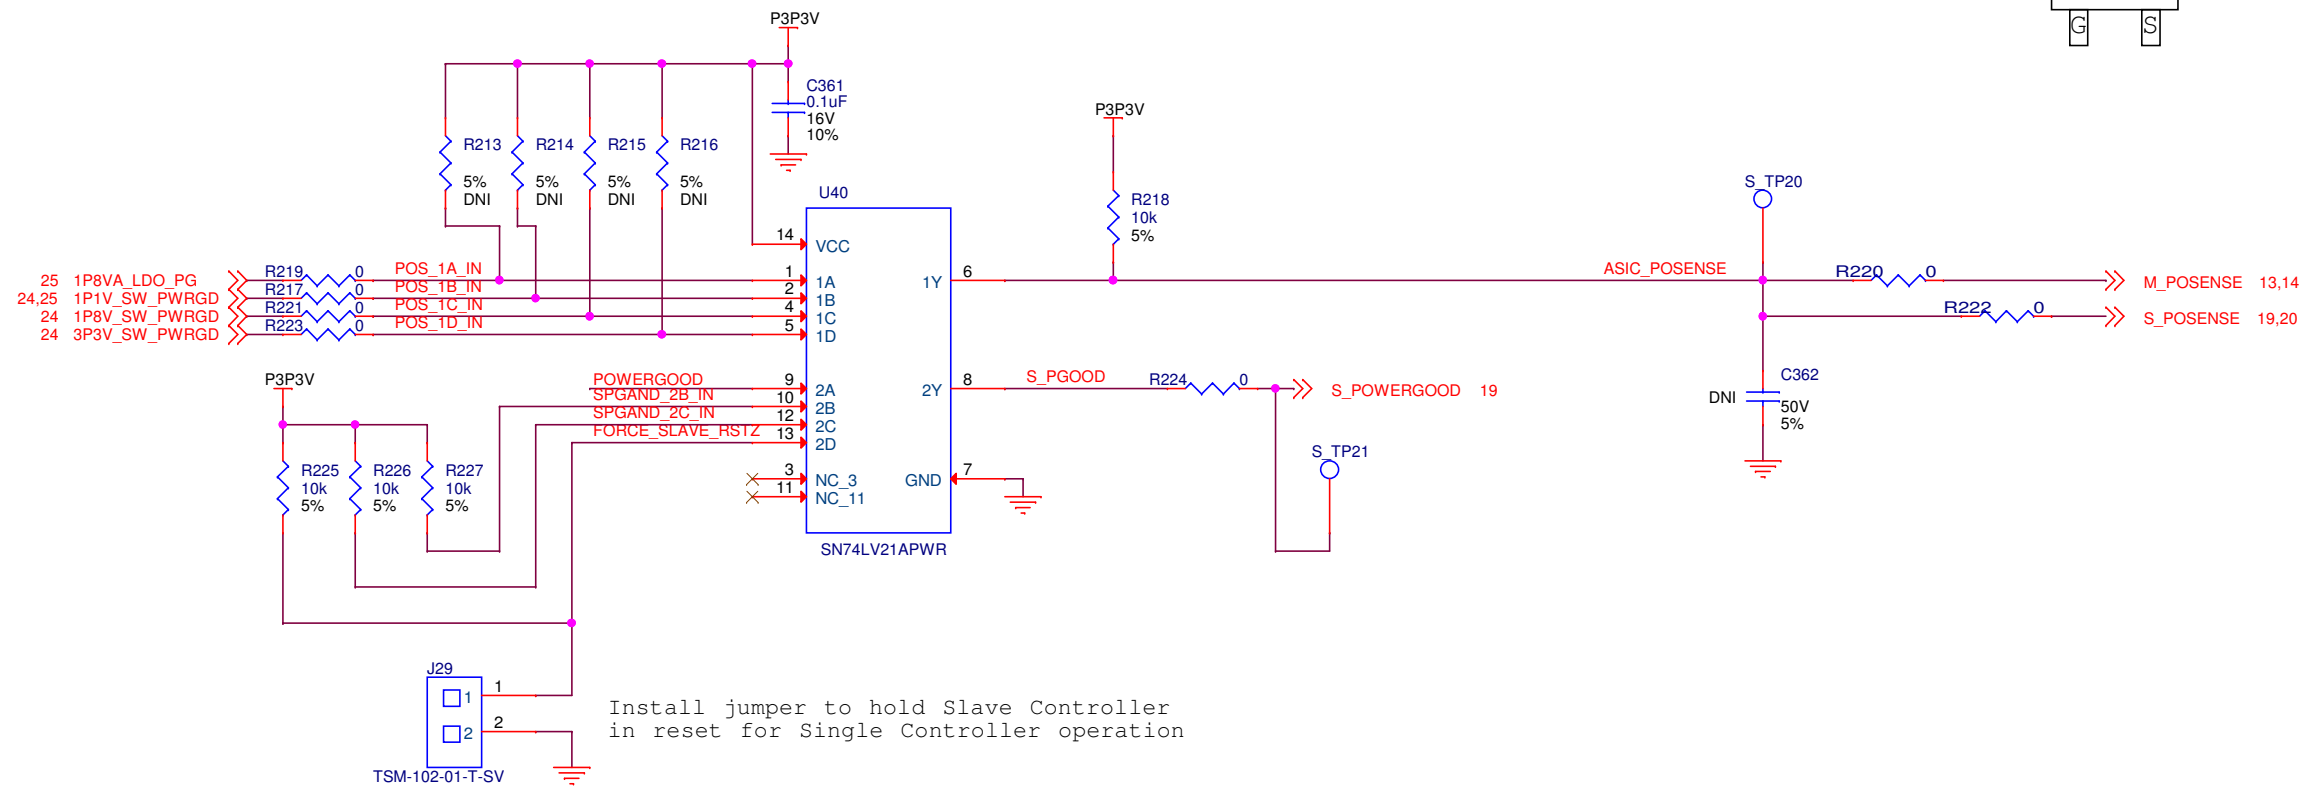 P3P3V
G S
C361
0.1uF
16V
10%
R213
5%
DNI
R214
5%
DNI
R215
5%
DNI
R216
5%
DNI
P3P3V
R218
10k
5%
S_TP20
U40
14 VCC
25 1P8VA_LDO_PG R219 0 POS_1A_IN 1 1A
24,25 1P1V_SW_PWRGD R217 0 POS_1B_IN 2 1B
24 1P8V_SW_PWRGD R221 0 POS_1C_IN 4 1C
24 3P3V_SW_PWRGD R223 0 POS_1D_IN 5 1D
1Y 6 ASIC_POSENSE R220 0 M_POSENSE 13,14
R222 0 S_POSENSE 19,20
P3P3V
POWERGOOD 9 2A
SPGAND_2B_IN 10 2B
SPGAND_2C_IN 12 2C
FORCE_SLAVE_RSTZ 13 2D
2Y 8 S_PGOOD R224 0 S_POWERGOOD 19
C362
DNI
50V
5%
R225
10k
5%
R226
10k
5%
R227
10k
5%
3 NC_3
11 NC_11
GND 7
S_TP21
SN74LV21APWR
J29
1 1
2 2
TSM-102-01-T-SV
Install jumper to hold Slave Controller
in reset for Single Controller operation